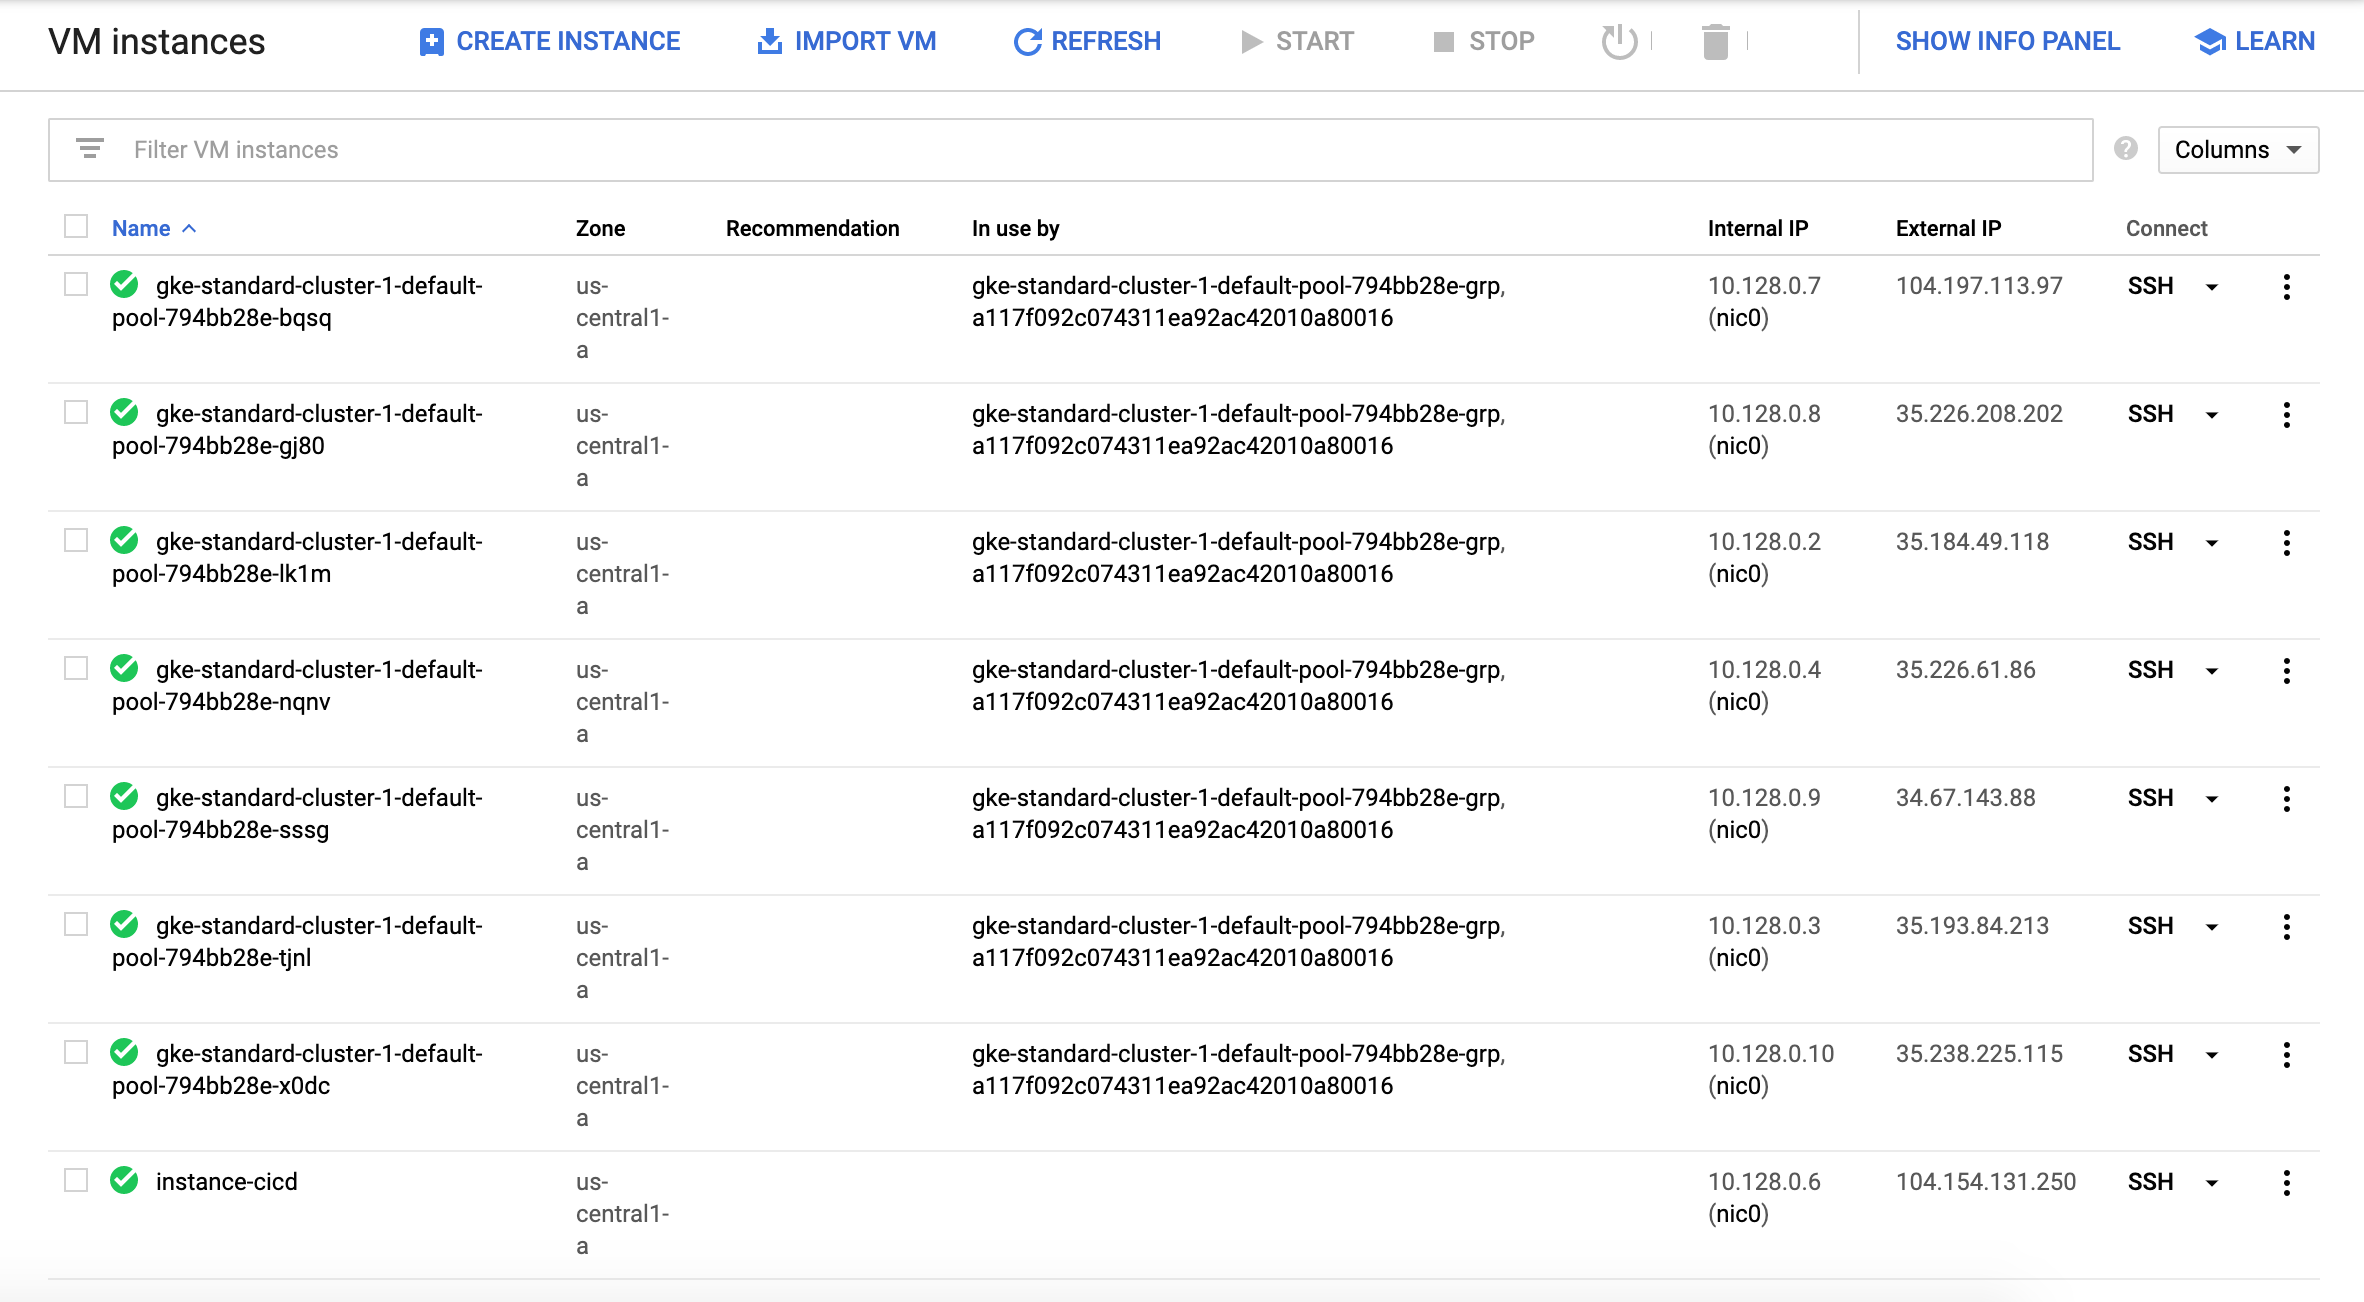 VM instances CREATE INSTANCE IMPORT VM REFRESH START STOP SHOW INFO PANEL LEARN
Filter VM instances ? Columns
Name Zone Recommendation In use by Internal IP External IP Connect
gke-standard-cluster-1-default- us- gke-standard-cluster-1-default-pool-794bb28e-grp, 10.128.0.7 104.197.113.97 SSH
pool-794bb28e-bqsq central1- a117f092c074311ea92ac42010a80016 (nic0)
a
gke-standard-cluster-1-default- us- gke-standard-cluster-1-default-pool-794bb28e-grp, 10.128.0.8 35.226.208.202 SSH
pool-794bb28e-gj80 central1- a117f092c074311ea92ac42010a80016 (nic0)
a
gke-standard-cluster-1-default- us- gke-standard-cluster-1-default-pool-794bb28e-grp, 10.128.0.2 35.184.49.118 SSH
pool-794bb28e-lk1m central1- a117f092c074311ea92ac42010a80016 (nic0)
a
gke-standard-cluster-1-default- us- gke-standard-cluster-1-default-pool-794bb28e-grp, 10.128.0.4 35.226.61.86 SSH
pool-794bb28e-nqnv central1- a117f092c074311ea92ac42010a80016 (nic0)
a
gke-standard-cluster-1-default- us- gke-standard-cluster-1-default-pool-794bb28e-grp, 10.128.0.9 34.67.143.88 SSH
pool-794bb28e-sssg central1- a117f092c074311ea92ac42010a80016 (nic0)
a
gke-standard-cluster-1-default- us- gke-standard-cluster-1-default-pool-794bb28e-grp, 10.128.0.3 35.193.84.213 SSH
pool-794bb28e-tjnl central1- a117f092c074311ea92ac42010a80016 (nic0)
a
gke-standard-cluster-1-default- us- gke-standard-cluster-1-default-pool-794bb28e-grp, 10.128.0.10 35.238.225.115 SSH
pool-794bb28e-x0dc central1- a117f092c074311ea92ac42010a80016 (nic0)
a
instance-cicd us- 10.128.0.6 104.154.131.250 SSH
central1- (nic0)
a